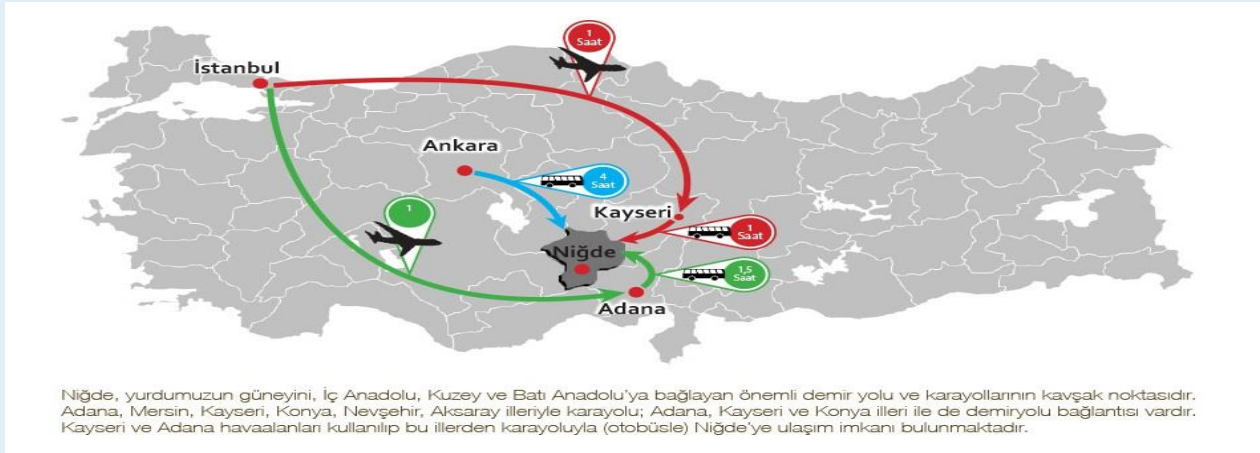 1
Saat
İstanbul
Ankara
4
Saat
1
Kayseri
1
Saat
Niğde
1,5
Saat
Adana
Niğde, yurdumuzun güneyini, İç Anadolu, Kuzey ve Batı Anadolu'ya bağlayan önemli demir yolu ve karayollarının kavşak noktasıdır.
Adana, Mersin, Kayseri, Konya, Nevşehir, Aksaray illeriyle karayolu; Adana, Kayseri ve Konya illeri ile de demiryolu bağlantısı vardır.
Kayseri ve Adana havaalanları kullanılıp bu illerden karayoluyla (otobüsle) Niğde'ye ulaşım imkanı bulunmaktadır.